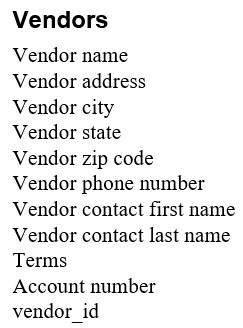 Vendors
Vendor name
Vendor address
Vendor city
Vendor state
Vendor zip code
Vendor phone number
Vendor contact first name
Vendor contact last name
Terms
Account number
vendor_id